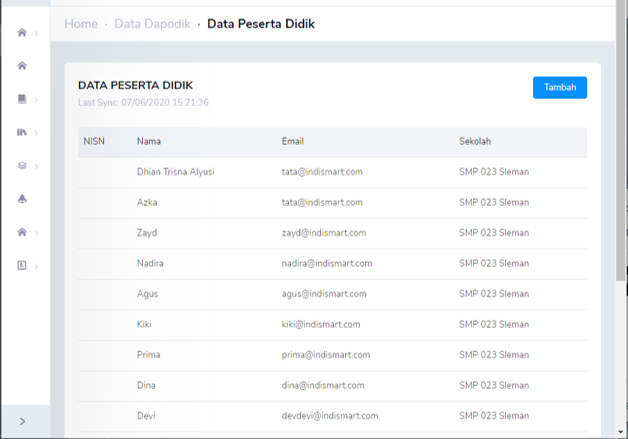 Home · Data Dapodik · Data Peserta Didik
DATA PESERTA DIDIK
Tambah
Last Sync: 07/06/2020 15:21:36
NISN Nama Email Sekolah
Dhian Trisna Alyusi tata@indismart.com SMP 023 Sleman
Azka tata@indismart.com SMP 023 Sleman
Zayd zayd@indismart.com SMP 023 Sleman
Nadira nadira@indismart.com SMP 023 Sleman
Agus agus@indismart.com SMP 023 Sleman
Kiki kiki@indismart.com SMP 023 Sleman
Prima prima@indismart.com SMP 023 Sleman
Dina dina@indismart.com SMP 023 Sleman
Devi devdevi@indismart.com SMP 023 Sleman